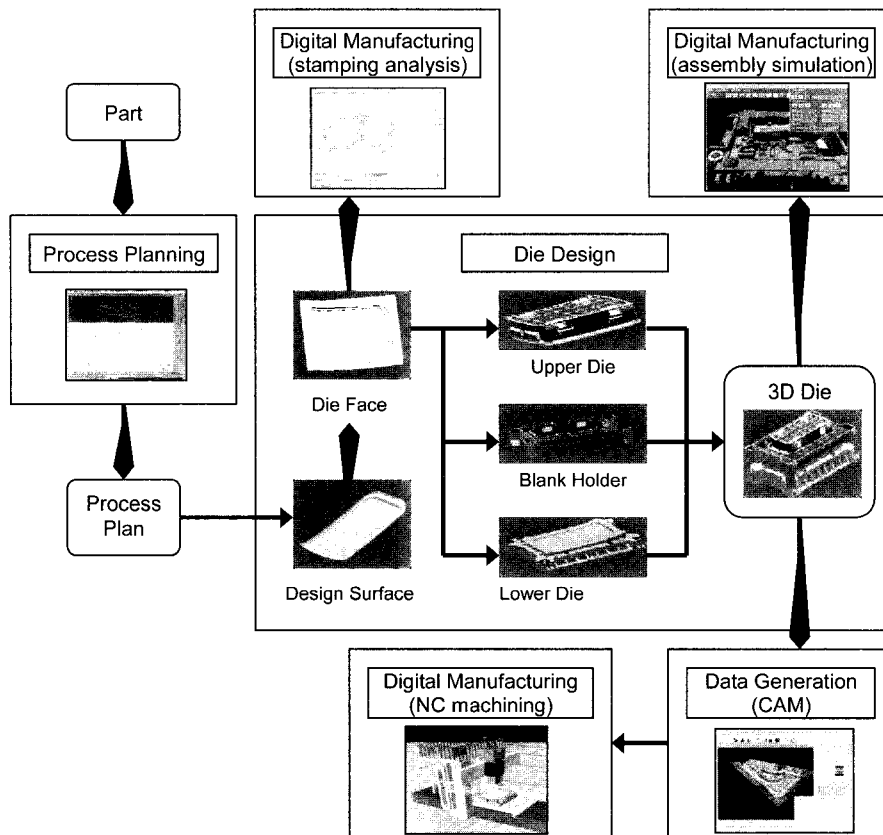 Digital Manufacturing
(stamping analysis)
Digital Manufacturing
(assembly simulation)
Part
Process Planning
Die Design
Die Face
Upper Die
3D Die
Blank Holder
Process
Plan
Design Surface
Lower Die
Digital Manufacturing
(NC machining)
Data Generation
(CAM)